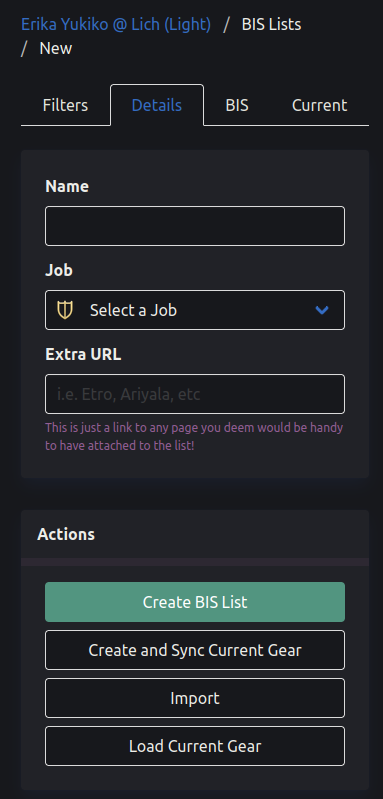 Erika Yukiko @ Lich (Light) / BIS Lists
/ New
Filters Details BIS Current
Name
Job
Select a Job
Extra URL
i.e. Etro, Ariyala, etc
This is just a link to any page you deem would be handy
to have attached to the list!
Actions
Create BIS List
Create and Sync Current Gear
Import
Load Current Gear